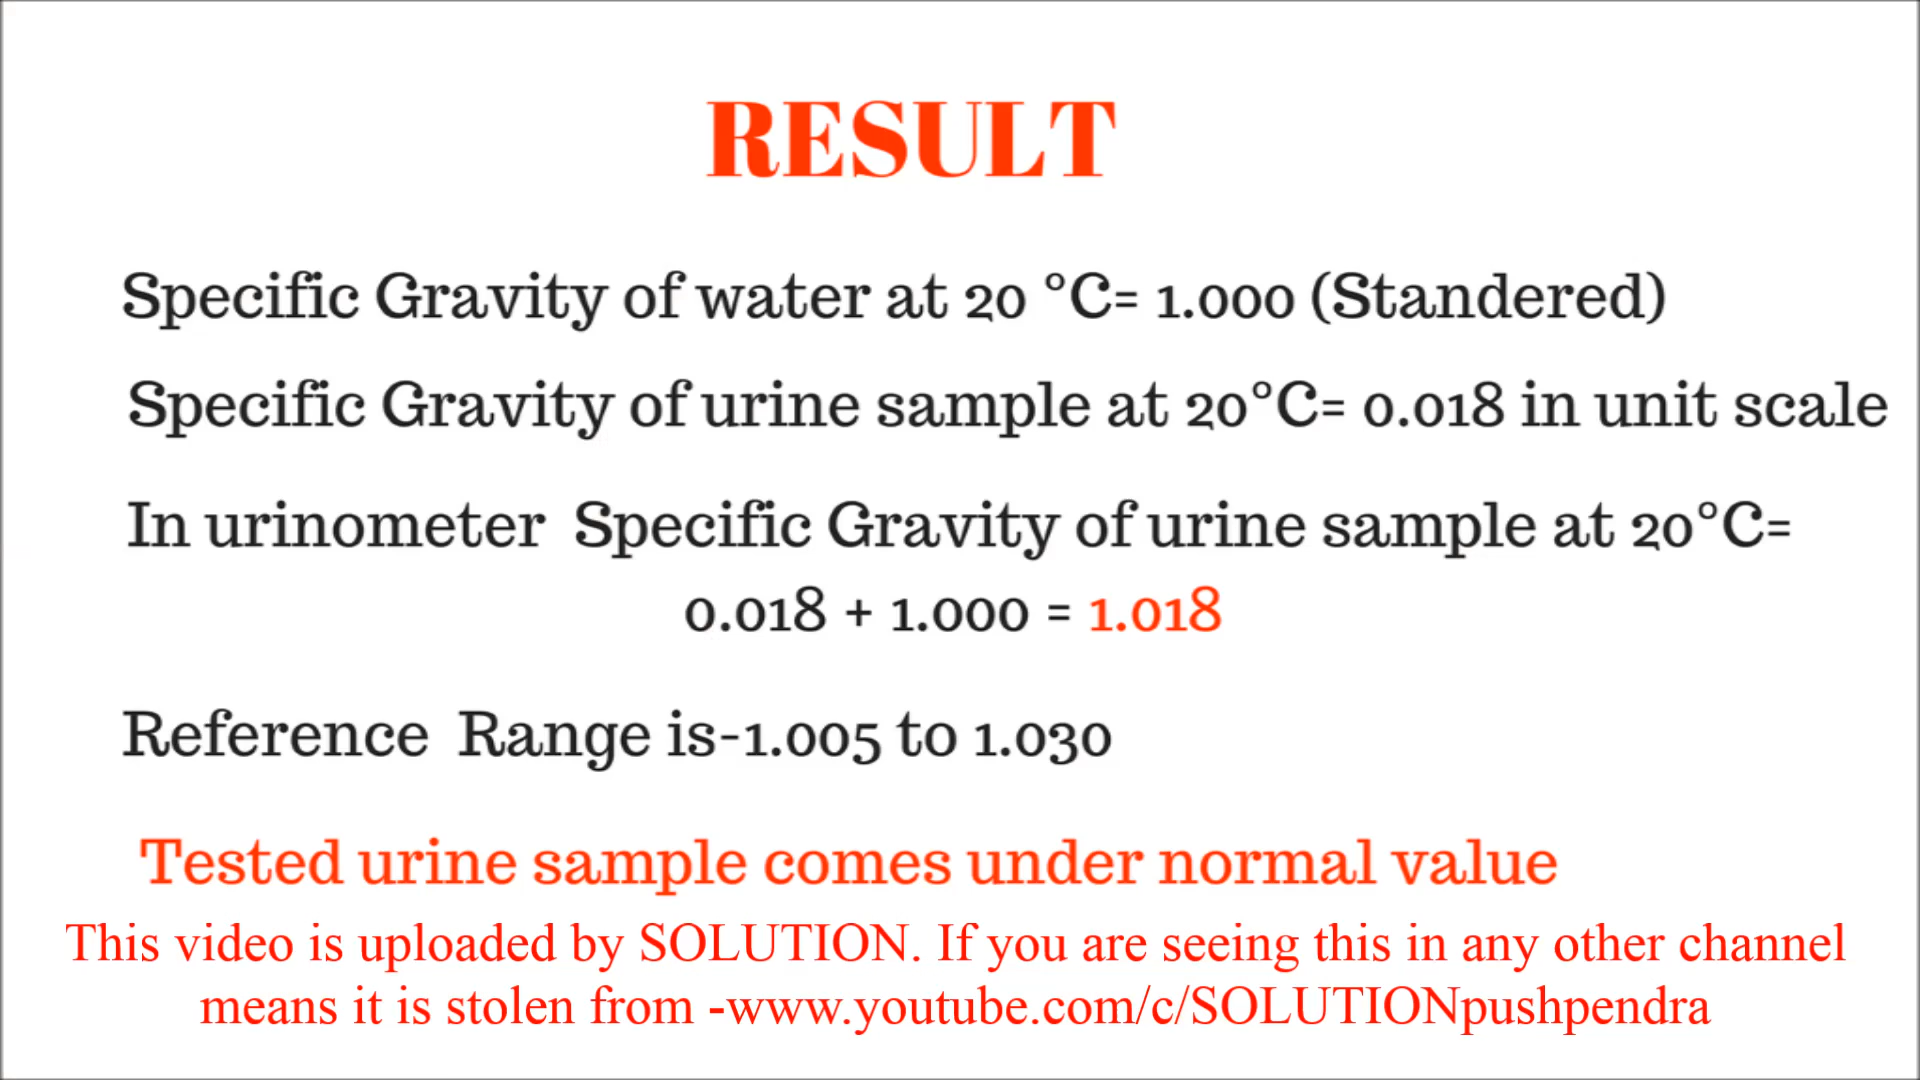 RESULT
Specific Gravity of water at 20 °C= 1.000 (Standered)
Specific Gravity of urine sample at 20°C= 0.018 in unit scale
In urinometer Specific Gravity of urine sample at 20°C=
0.018 + 1.000 = 1.018
Reference Range is-1.005 to 1.030
Tested urine sample comes under normal value
This video is uploaded by SOLUTION. If you are seeing this in any other channel
means it is stolen from -www.youtube.com/c/SOLUTIONpushpendra